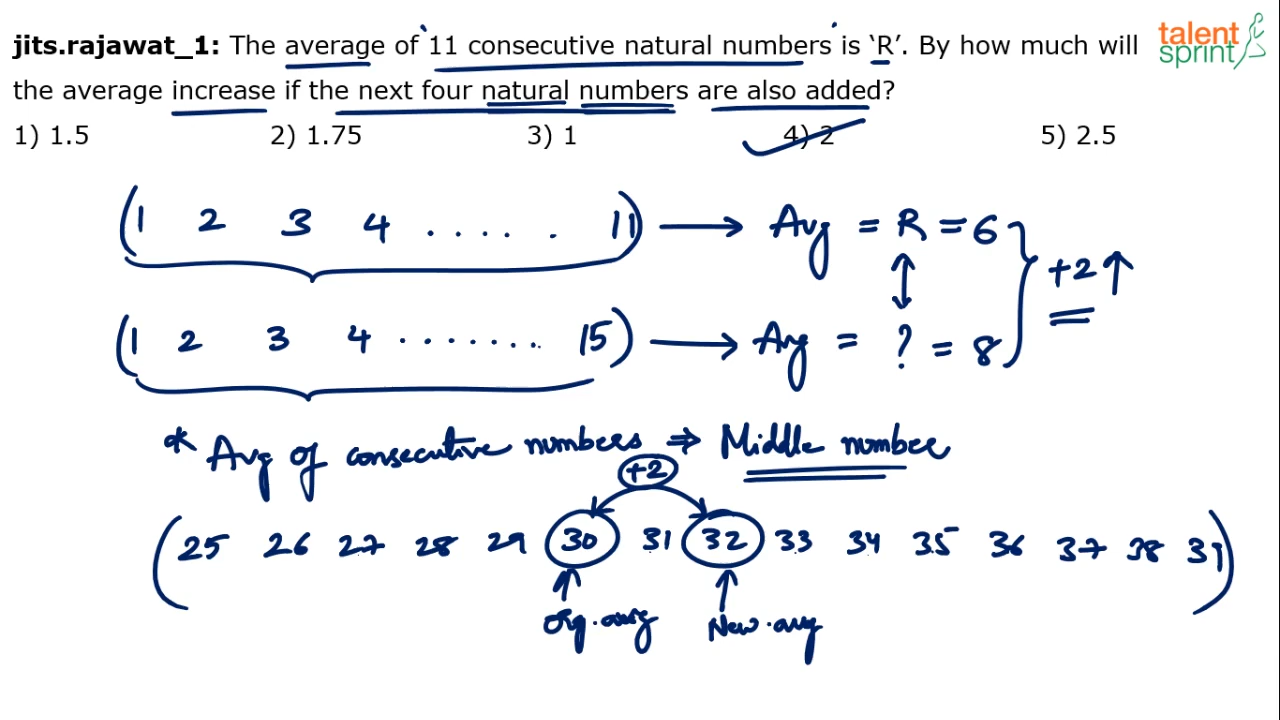 jits.rajawat_1: The average of 11 consecutive natural numbers is ‘R’. By how much will
the average increase if the next four natural numbers are also added?
talent
sprint
1) 1.5 2) 1.75 3) 1 4) 2 5) 2.5
(1 2 3 4 ..... . 11) → Avg = R = 6
+2 ↑
(1 2 3 4 ........ 15) → Avg = ? = 8
* Avg of consecutive numbers ⇒ Middle number
+2
(25 26 27 28 29 30 31 32 33 34 35 36 37 38 39)
Org.avg New.avg